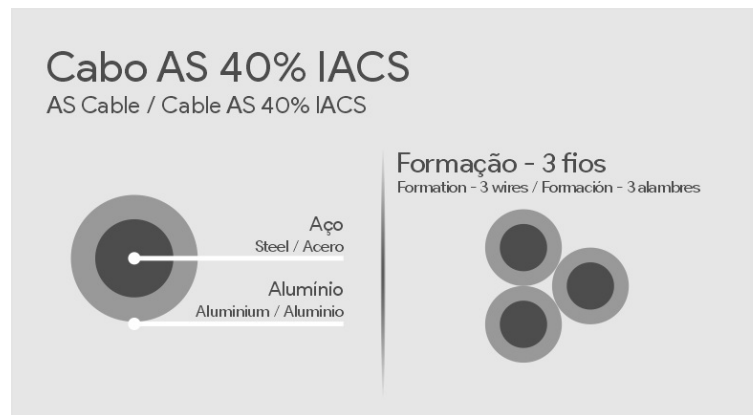 Cabo AS 40% IACS
AS Cable / Cable AS 40% IACS
Aço
Steel / Acero
Alumínio
Aluminium / Aluminio
Formação - 3 fios
Formation - 3 wires / Formación - 3 alambres